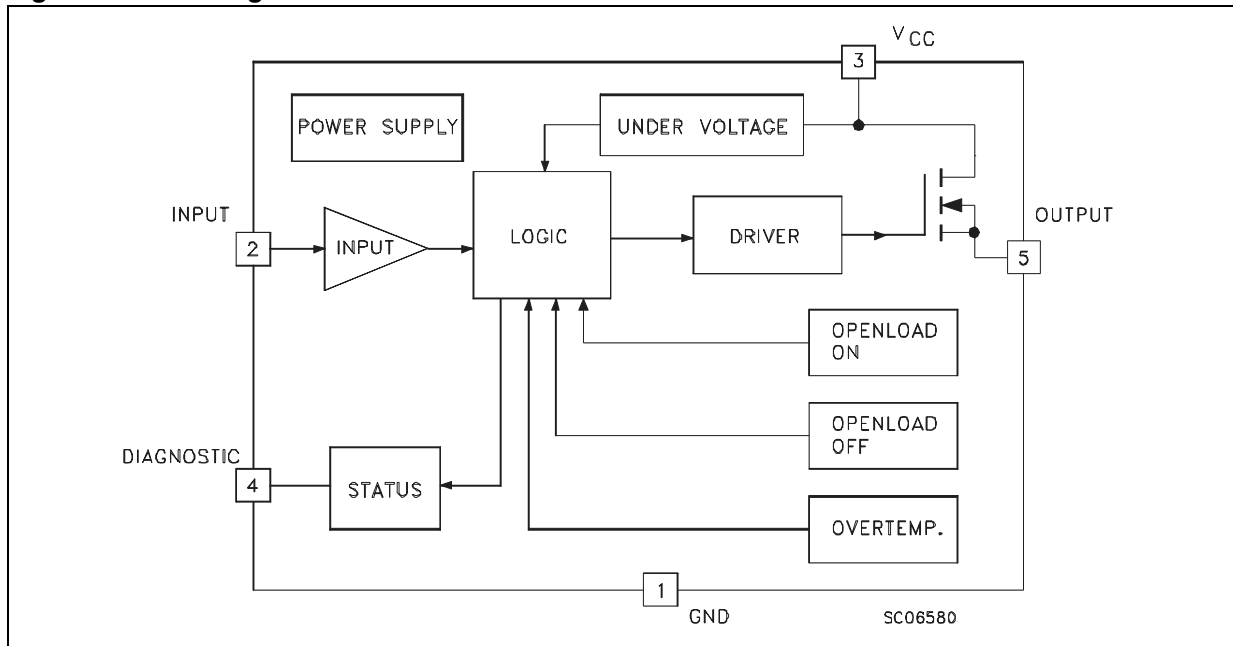 V CC
3
POWER SUPPLY
UNDER VOLTAGE
INPUT
2
INPUT
LOGIC
DRIVER
OUTPUT
5
OPENLOAD
ON
OPENLOAD
OFF
DIAGNOSTIC
4
STATUS
OVERTEMP.
1
GND
SC06580